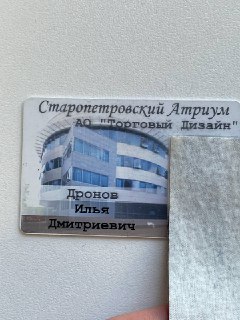 Старопетровский Атриум
АО "Торговый Дизайн"
Дронов
Илья
Дмитриевич